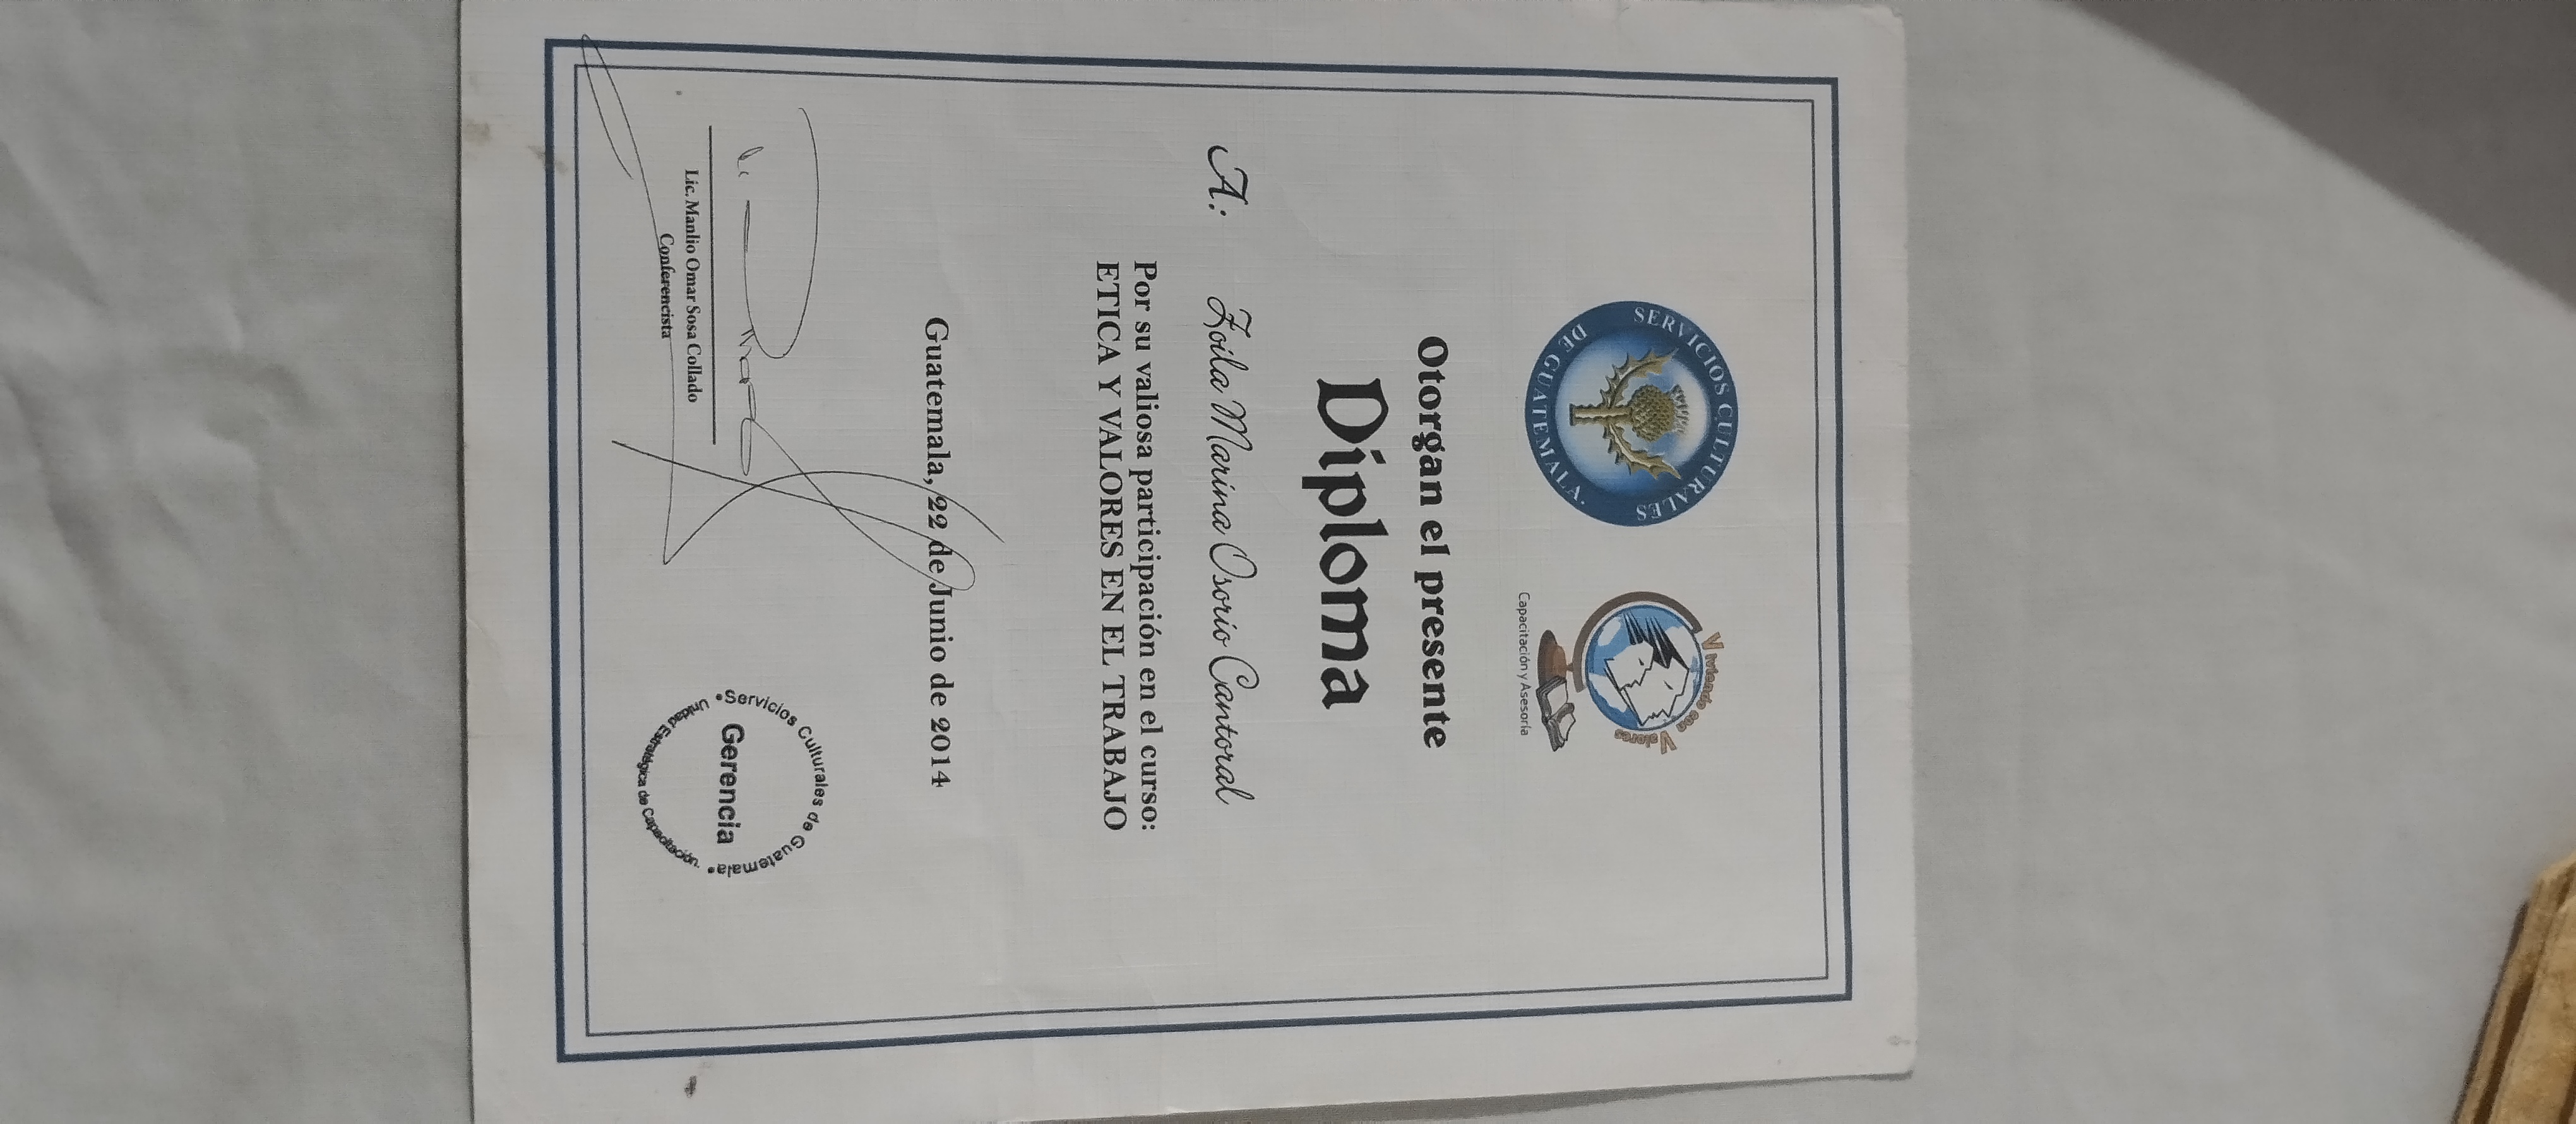 SERVICIOS CULTURALES
DE GUATEMALA.
Viviendo con Valores
Capacitación y Asesoría
Otorgan el presente
Diploma
A: Zoila Marina Osorio Cantoral
Por su valiosa participación en el curso:
ETICA Y VALORES EN EL TRABAJO
Guatemala, 22 de Junio de 2014
Lic. Manlio Omar Sosa Collado
Conferencista
Servicios Culturales de Guatemala
Gerencia
Unidad Estratégica de Capacitación.